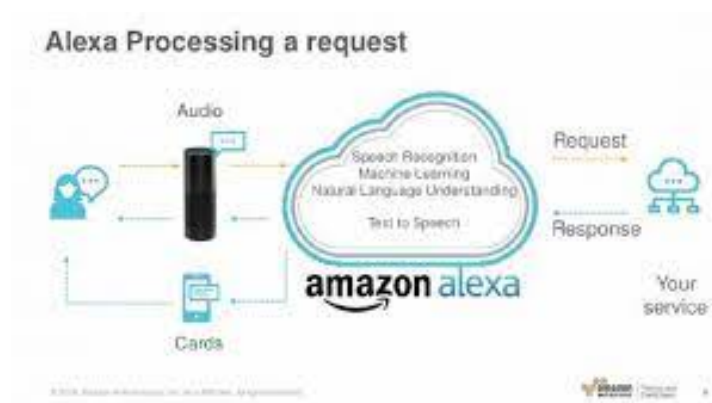 Alexa Processing a request
Audio
Speech Recognition
Machine Learning
Natural Language Understanding
Text to Speech
Request
Response
amazon alexa
Your
service
Cards